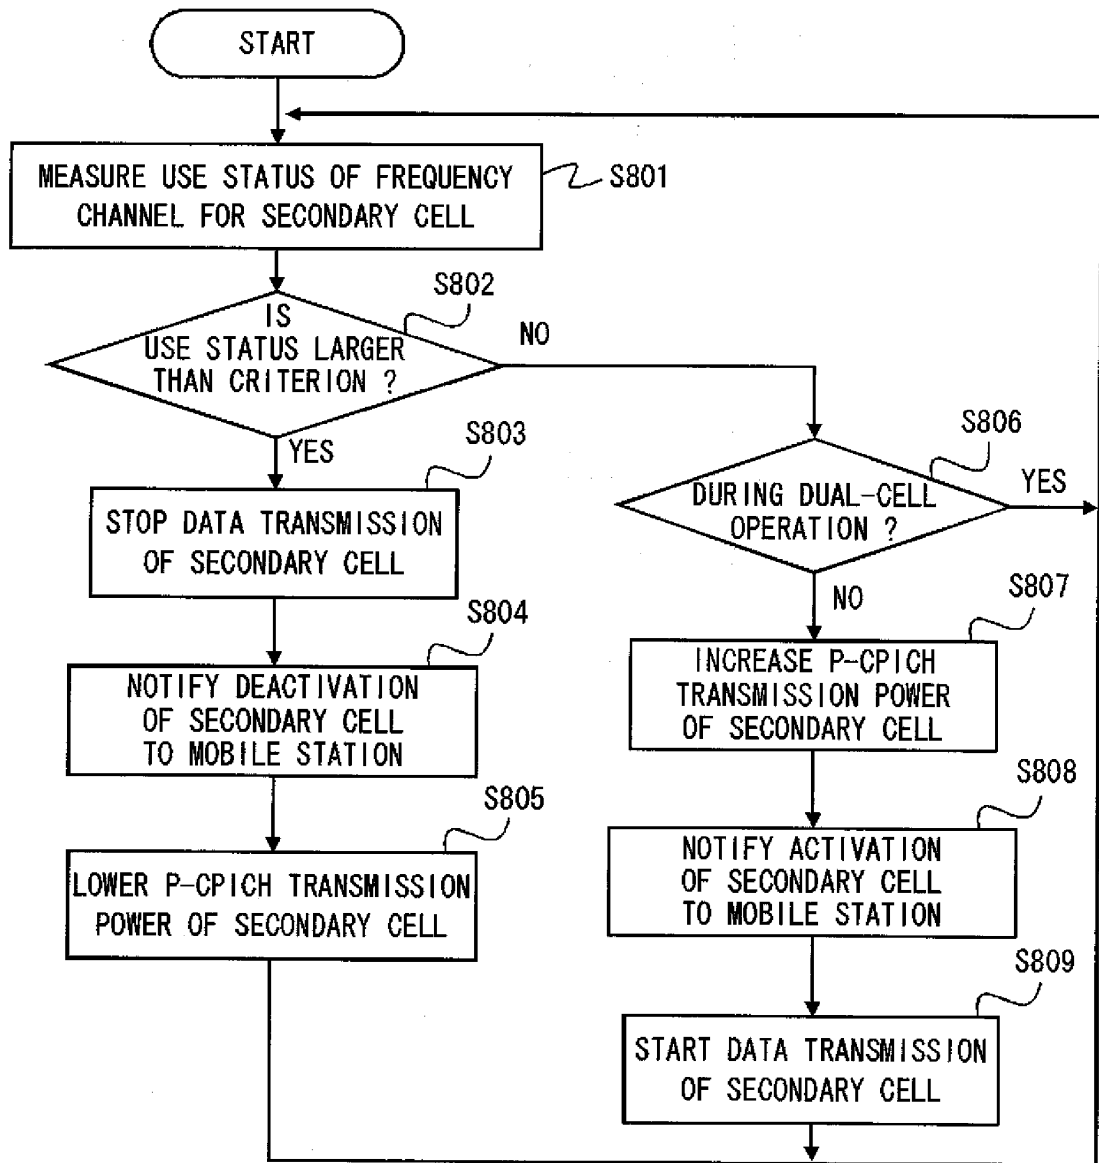 START
MEASURE USE STATUS OF FREQUENCY
CHANNEL FOR SECONDARY CELL
S801
IS
USE STATUS LARGER
THAN CRITERION ?
S802
NO
YES
S803
STOP DATA TRANSMISSION
OF SECONDARY CELL
S804
NOTIFY DEACTIVATION
OF SECONDARY CELL
TO MOBILE STATION
S805
LOWER P-CPICH TRANSMISSION
POWER OF SECONDARY CELL
S806
DURING DUAL-CELL
OPERATION ?
YES
NO
S807
INCREASE P-CPICH
TRANSMISSION POWER
OF SECONDARY CELL
S808
NOTIFY ACTIVATION
OF SECONDARY CELL
TO MOBILE STATION
S809
START DATA TRANSMISSION
OF SECONDARY CELL